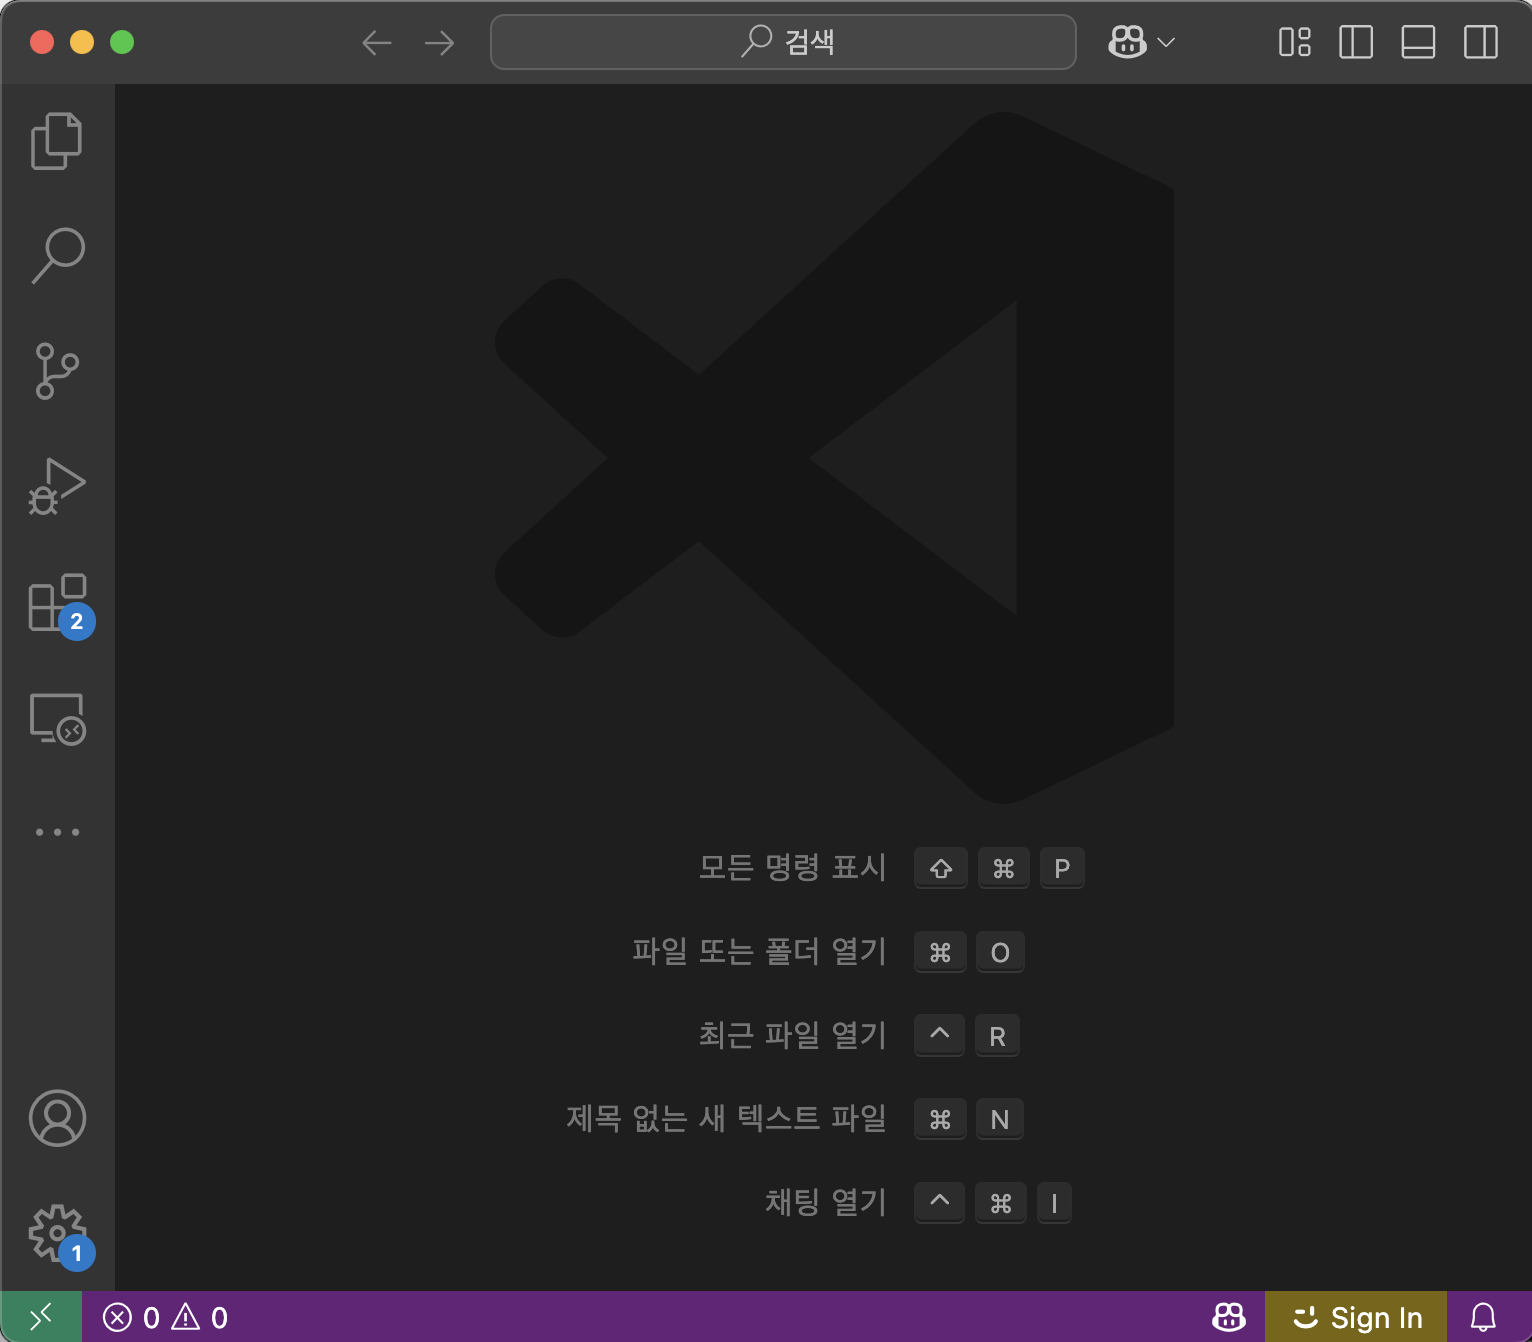 검색
2
모든 명령 표시 ⇧ ⌘ P
파일 또는 폴더 열기 ⌘ O
최근 파일 열기 ^ R
제목 없는 새 텍스트 파일 ⌘ N
채팅 열기 ^ ⌘ I
1
0 0 Sign In